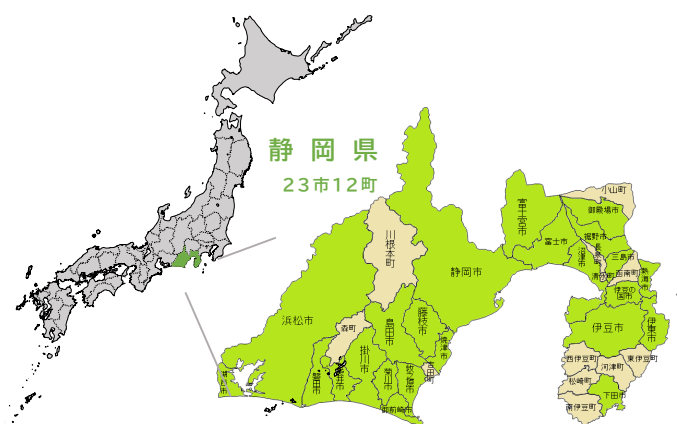 静岡県
23市12町
小山町
御殿場市
富士宮市
裾野市
富士市
沼津市
長泉町
三島市
清水町
函南町
熱海市
伊豆の国市
伊豆市
伊東市
西伊豆町
東伊豆町
河津町
松崎町
下田市
南伊豆町
川根本町
静岡市
浜松市
藤枝市
島田市
焼津市
森町
掛川市
吉田町
牧之原市
菊川市
袋井市
磐田市
湖西市
御前崎市